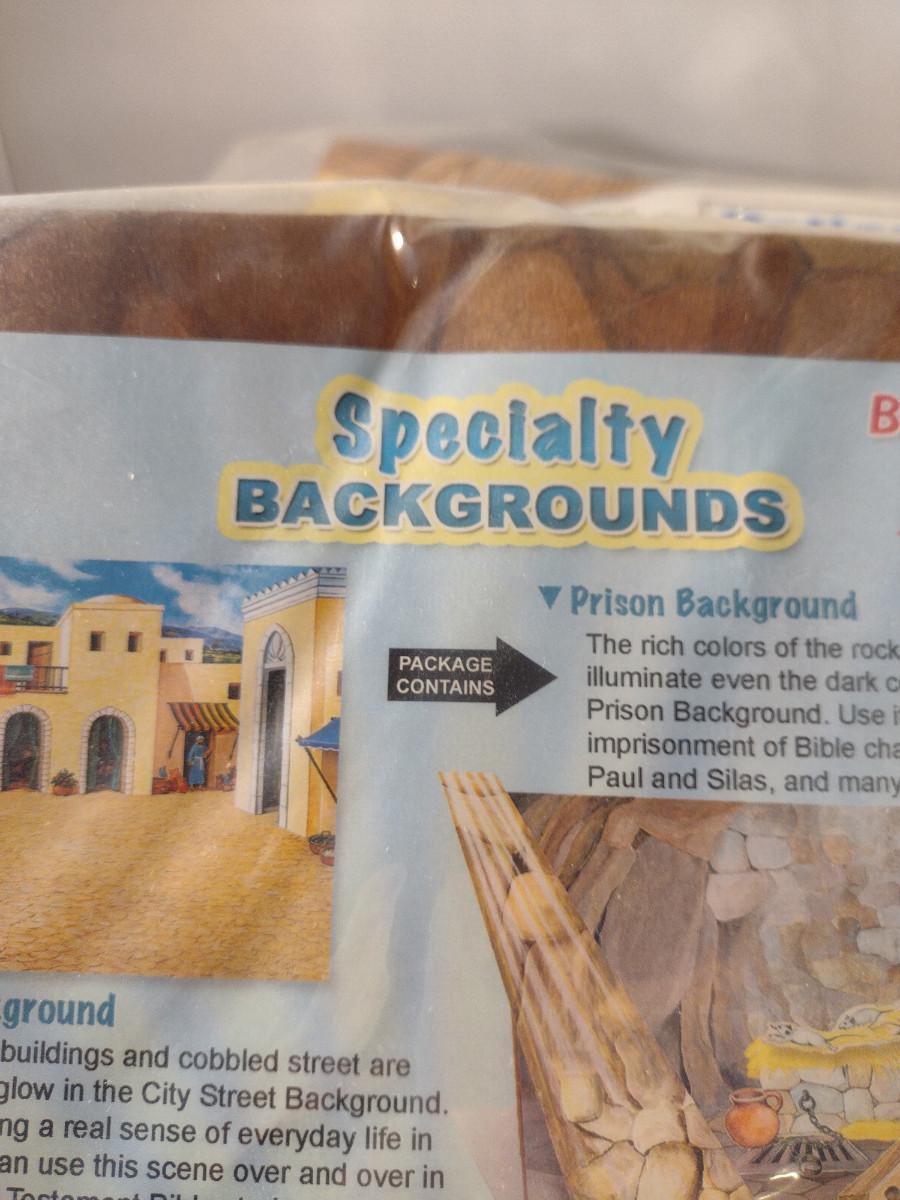 Specialty
BACKGROUNDS
B
PACKAGE
CONTAINS
▼ Prison Background
The rich colors of the rock
illuminate even the dark c
Prison Background. Use i
imprisonment of Bible cha
Paul and Silas, and many
ground
buildings and cobbled street are
glow in the City Street Background.
ng a real sense of everyday life in
an use this scene over and over in
Testament